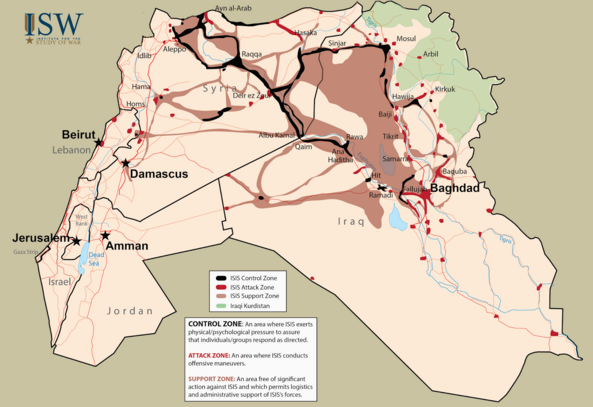 ISW
INSTITUTE FOR THE
STUDY OF WAR
Ayn al-Arab
Aleppo
Hasaka
Sinjar
Mosul
Idlib
Raqqa
Arbil
Syria
Hama
Deir ez Zour
Hawija
Kirkuk
Homs
Baiji
Beirut
Albu Kamal
Rawa
Tikrit
Lebanon
Qaim
Ana
Haditha
Samarra
Damascus
Hit
Baquba
Ramadi
Fallujah
Baghdad
West
Bank
Iraq
Jerusalem
Amman
Tigris
Gaza Strip
Dead
Sea
Israel
Jordan
ISIS Control Zone
ISIS Attack Zone
ISIS Support Zone
Iraqi Kurdistan
CONTROL ZONE: An area where ISIS exerts
physical/psychological pressure to assure
that individuals/groups respond as directed.
ATTACK ZONE: An area where ISIS conducts
offensive maneuvers.
SUPPORT ZONE: An area free of significant
action against ISIS and which permits logistics
and administrative support of ISIS's forces.